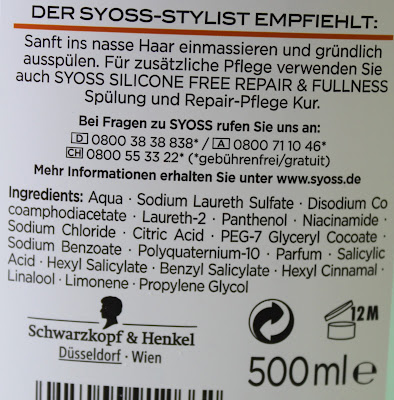 DER SYOSS-STYLIST EMPFIEHLT:
Sanft ins nasse Haar einmassieren und gründlich
ausspülen. Für zusätzliche Pflege verwenden Sie
auch SYOSS SILICONE FREE REPAIR & FULLNESS
Spülung und Repair-Pflege Kur.
Bei Fragen zu SYOSS rufen Sie uns an:
D 0800 38 38 838* / A 0800 71 10 46*
CH 0800 55 33 22* (*gebührenfrei/gratuit)
Mehr Informationen erhalten Sie unter www.syoss.de
Ingredients: Aqua · Sodium Laureth Sulfate · Disodium Co
coamphodiacetate · Laureth-2 · Panthenol · Niacinamide ·
Sodium Chloride · Citric Acid · PEG-7 Glyceryl Cocoate ·
Sodium Benzoate · Polyquaternium-10 · Parfum · Salicylic
Acid · Hexyl Salicylate · Benzyl Salicylate · Hexyl Cinnamal ·
Linalool · Limonene · Propylene Glycol
12M
Schwarzkopf & Henkel
Düsseldorf · Wien
500ml e